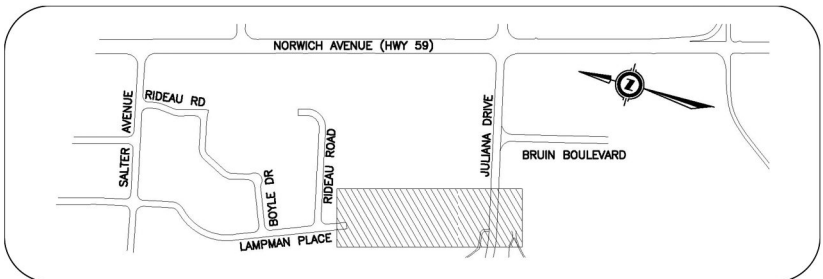 NORWICH AVENUE (HWY 59)
SALTER AVENUE
RIDEAU RD
BOYLE DR
RIDEAU ROAD
LAMPMAN PLACE
JULIANA DRIVE
BRUIN BOULEVARD
Z